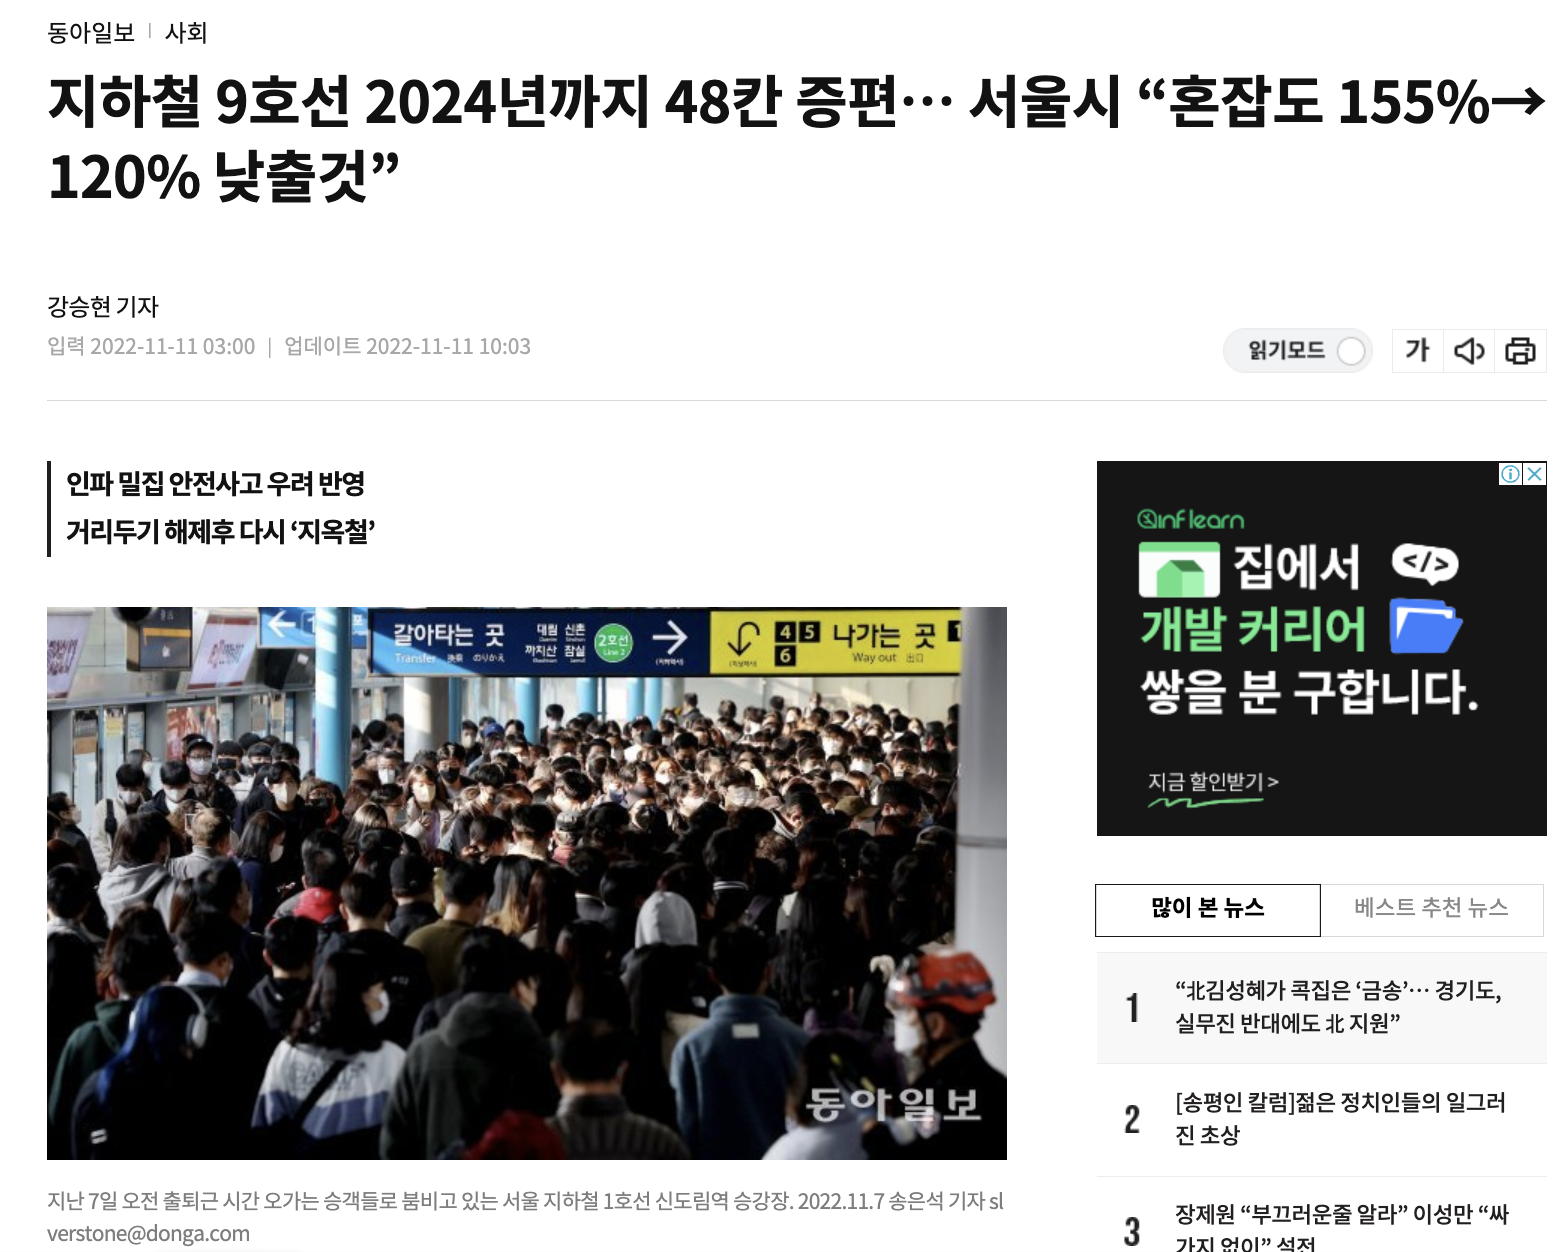 동아일보 | 사회
지하철 9호선 2024년까지 48칸 증편… 서울시 “혼잡도 155%→
120% 낮출것”
강승현 기자
입력 2022-11-11 03:00 | 업데이트 2022-11-11 10:03
읽기모드 가
인파 밀집 안전사고 우려 반영
거리두기 해제후 다시 ‘지옥철’
갈아타는 곳 대림 신촌 까치산 잠실 2호선 Line 2
Transfer 換乘 のりかえ
4 5 6 나가는 곳 1
Way out 出口
동아일보
지난 7일 오전 출퇴근 시간 오가는 승객들로 붐비고 있는 서울 지하철 1호선 신도림역 승강장. 2022.11.7 송은석 기자 sl
verstone@donga.com
inflearn
집에서 </>
개발 커리어
쌓을 분 구합니다.
지금 할인받기 >
많이 본 뉴스 베스트 추천 뉴스
1 “北김성혜가 콕집은 ‘금송’… 경기도,
실무진 반대에도 北 지원”
2 [송평인 칼럼]젊은 정치인들의 일그러
진 초상
3 장제원 “부끄러운줄 알라” 이성만 “싸
가지 없이” 설전